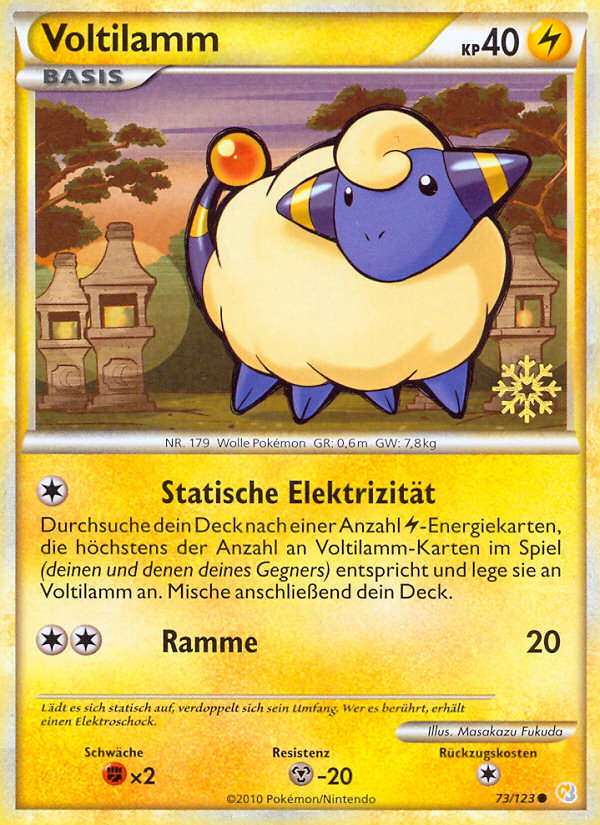 Voltilamm
KP 40
BASIS
NR. 179 Wolle Pokémon GR: 0,6m GW: 7,8kg
Statische Elektrizität
Durchsuche dein Deck nach einer Anzahl -Energiekarten,
die höchstens der Anzahl an Voltilamm-Karten im Spiel
(deinen und denen deines Gegners) entspricht und lege sie an
Voltilamm an. Mische anschließend dein Deck.
Ramme 20
Lädt es sich statisch auf, verdoppelt sich sein Umfang. Wer es berührt, erhält
einen Elektroschock.
Illus. Masakazu Fukuda
Schwäche Resistenz Rückzugskosten
×2 -20
©2010 Pokémon/Nintendo 73/123